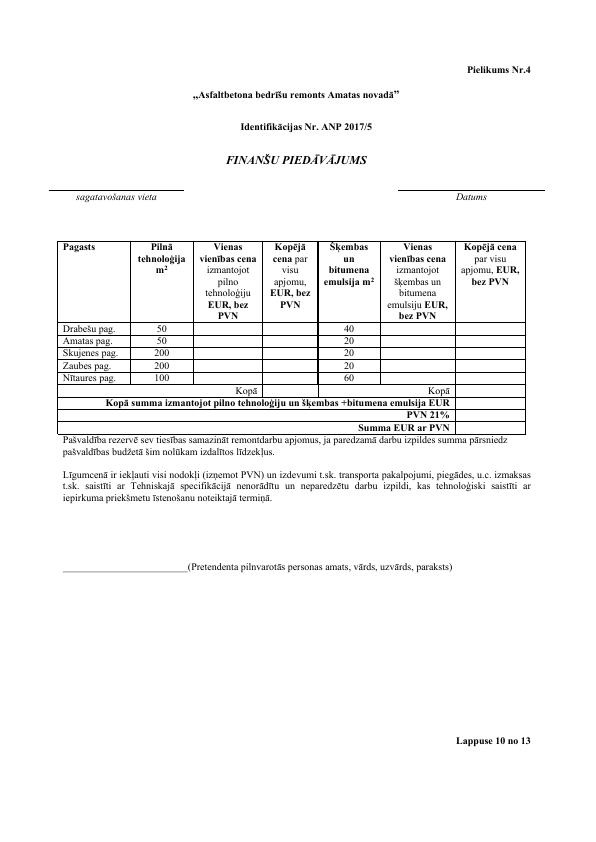 Pielikums Nr.4
„Asfaltbetona bedrīšu remonts Amatas novadā”
Identifikācijas Nr. ANP 2017/5
FINANŠU PIEDĀVĀJUMS
sagatavošanas vieta Datums
Pagasts
Pilnā
tehnoloģija
m²
Vienas
vienības cena
izmantojot
pilno
tehnoloģiju
EUR, bez
PVN
Kopējā
cena par
visu
apjomu,
EUR, bez
PVN
Šķembas
un
bitumena
emulsija m²
Vienas
vienības cena
izmantojot
šķembas un
bitumena
emulsiju EUR,
bez PVN
Kopējā cena
par visu
apjomu, EUR,
bez PVN
Drabešu pag. 50 40
Amatas pag. 50 20
Skujenes pag. 200 20
Zaubes pag. 200 20
Nītaures pag. 100 60
Kopā Kopā
Kopā summa izmantojot pilno tehnoloģiju un šķembas +bitumena emulsija EUR
PVN 21%
Summa EUR ar PVN
Pašvaldība rezervē sev tiesības samazināt remontdarbu apjomus, ja paredzamā darbu izpildes summa pārsniedz
pašvaldības budžetā šim nolūkam izdalītos līdzekļus.
Līgumcenā ir iekļauti visi nodokļi (izņemot PVN) un izdevumi t.sk. transporta pakalpojumi, piegādes, u.c. izmaksas
t.sk. saistīti ar Tehniskajā specifikācijā nenorādītu un neparedzētu darbu izpildi, kas tehnoloģiski saistīti ar
iepirkuma priekšmetu īstenošanu noteiktajā termiņā.
_________________________(Pretendenta pilnvarotās personas amats, vārds, uzvārds, paraksts)
Lappuse 10 no 13